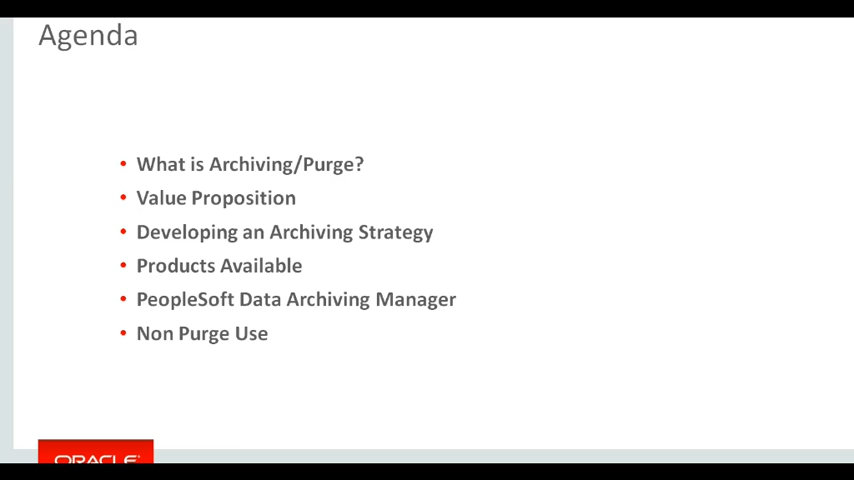 Agenda
• What is Archiving/Purge?
• Value Proposition
• Developing an Archiving Strategy
• Products Available
• PeopleSoft Data Archiving Manager
• Non Purge Use
ORACLE